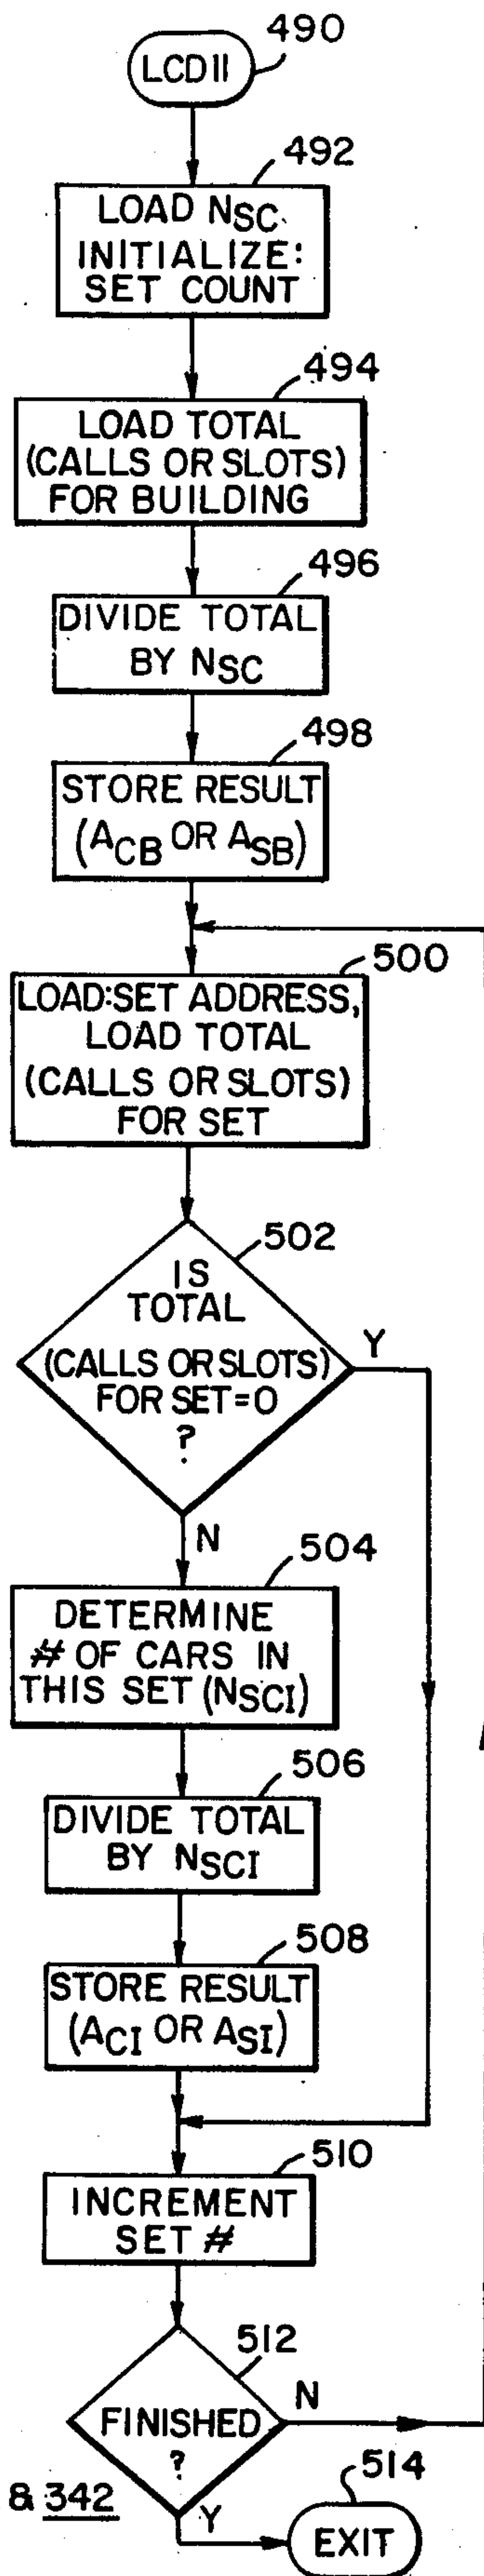 490
LCD11
492
LOAD NSC
INITIALIZE:
SET COUNT
494
LOAD TOTAL
(CALLS OR SLOTS)
FOR BUILDING
496
DIVIDE TOTAL
BY NSC
498
STORE RESULT
(ACB OR ASB)
500
LOAD:SET ADDRESS,
LOAD TOTAL
(CALLS OR SLOTS)
FOR SET
502
IS
TOTAL
(CALLS OR SLOTS)
FOR SET=0
?
Y
N
504
DETERMINE
# OF CARS IN
THIS SET (NSCI)
506
DIVIDE TOTAL
BY NSCI
508
STORE RESULT
(ACI OR ASI)
510
INCREMENT
SET #
512
FINISHED
?
N
& 342
Y
514
EXIT